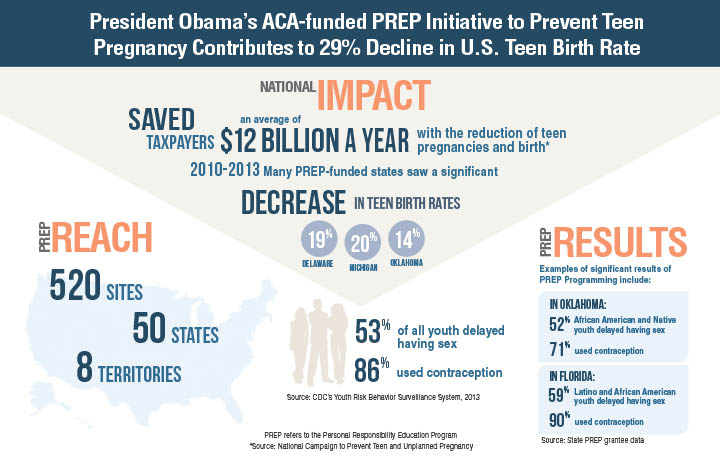 President Obama's ACA-funded PREP Initiative to Prevent Teen
Pregnancy Contributes to 29% Decline in U.S. Teen Birth Rate
NATIONAL IMPACT
SAVED
TAXPAYERS
an average of
$12 BILLION A YEAR
with the reduction of teen
pregnancies and birth*
2010-2013 Many PREP-funded states saw a significant
DECREASE IN TEEN BIRTH RATES
19%
DELAWARE
20%
MICHIGAN
14%
OKLAHOMA
PREP REACH
520 SITES
50 STATES
8 TERRITORIES
53% of all youth delayed
having sex
86% used contraception
Source: CDC's Youth Risk Behavior Surveillance System, 2013
PREP RESULTS
Examples of significant results of
PREP Programming include:
IN OKLAHOMA:
52% African American and Native
youth delayed having sex
71% used contraception
IN FLORIDA:
59% Latino and African American
youth delayed having sex
90% used contraception
Source: State PREP grantee data
PREP refers to the Personal Responsibility Education Program
*Source: National Campaign to Prevent Teen and Unplanned Pregnancy